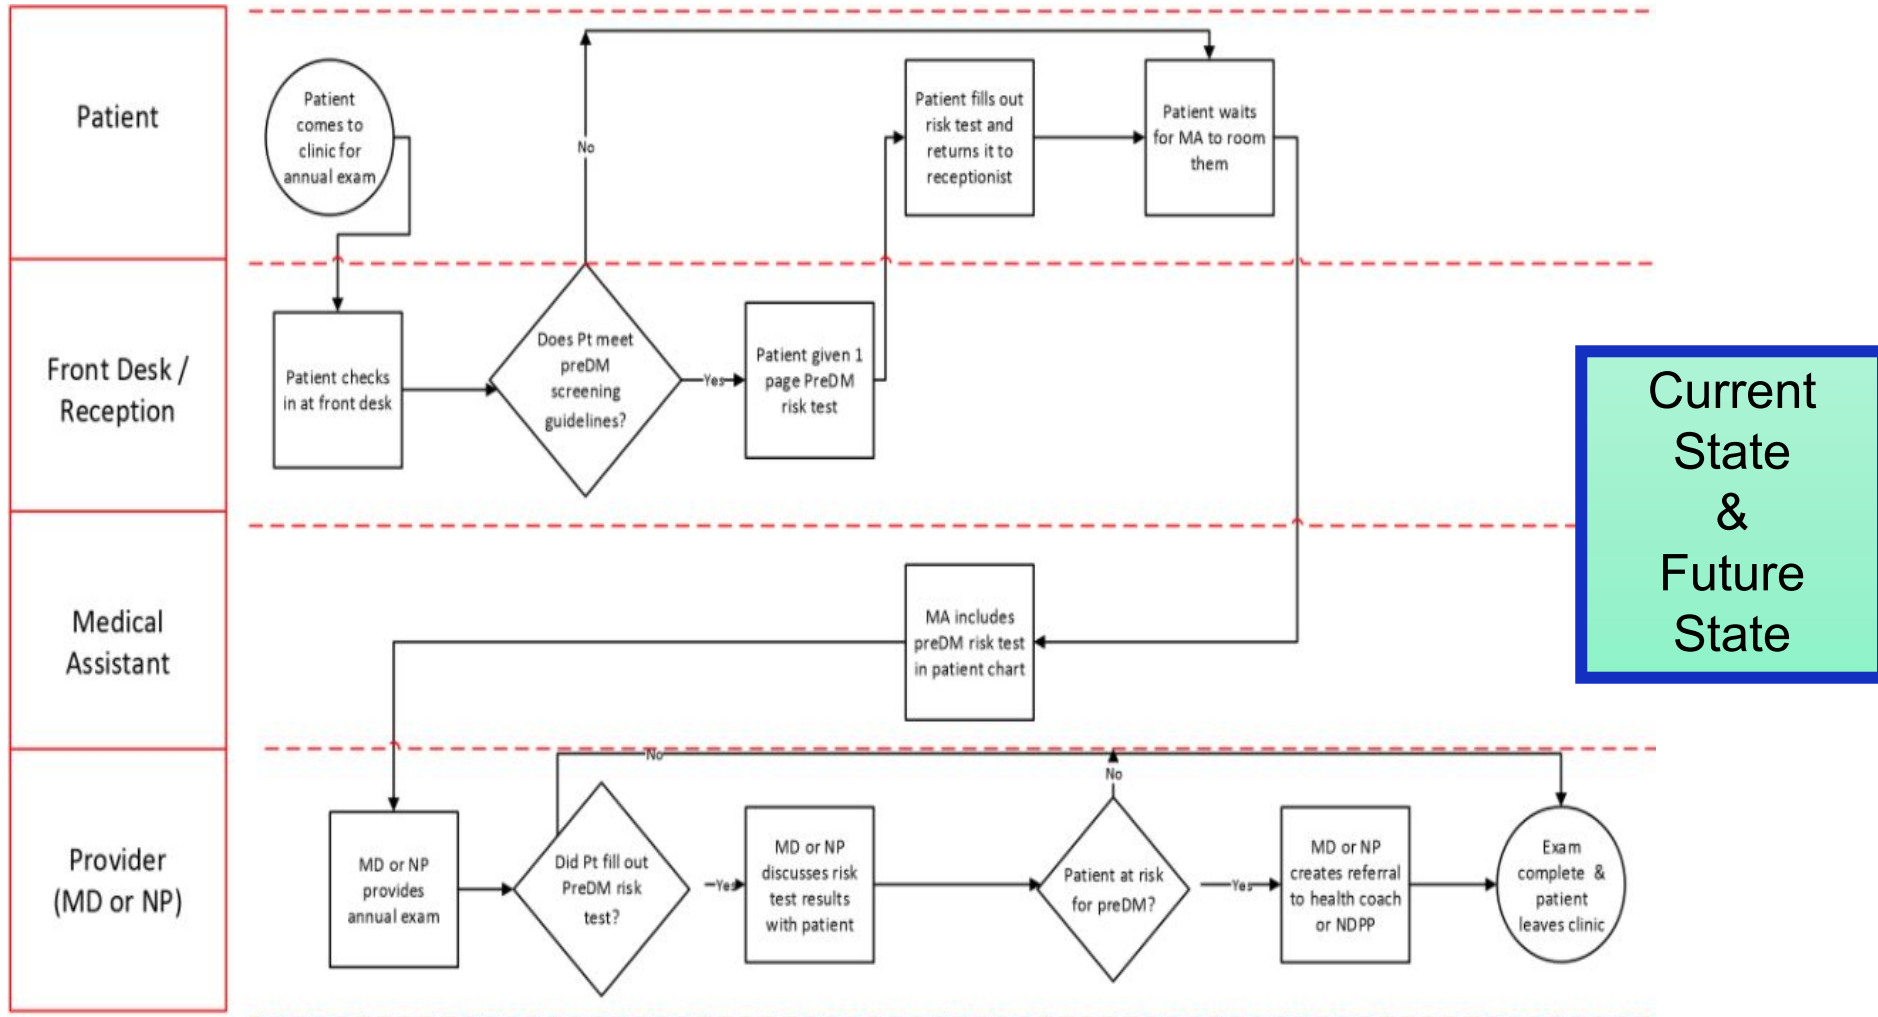 Patient
Patient
comes to
clinic for
annual exam
No
Patient fills out
risk test and
returns it to
receptionist
Patient waits
for MA to room
them
Front Desk /
Reception
Patient checks
in at front desk
Does Pt meet
preDM
screening
guidelines?
Yes
Patient given 1
page PreDM
risk test
Current
State
&
Future
State
Medical
Assistant
MA includes
preDM risk test
in patient chart
Provider
(MD or NP)
MD or NP
provides
annual exam
No
Did Pt fill out
PreDM risk
test?
Yes
MD or NP
discusses risk
test results
with patient
No
Patient at risk
for preDM?
Yes
MD or NP
creates referral
to health coach
or NDPP
Exam
complete &
patient
leaves clinic